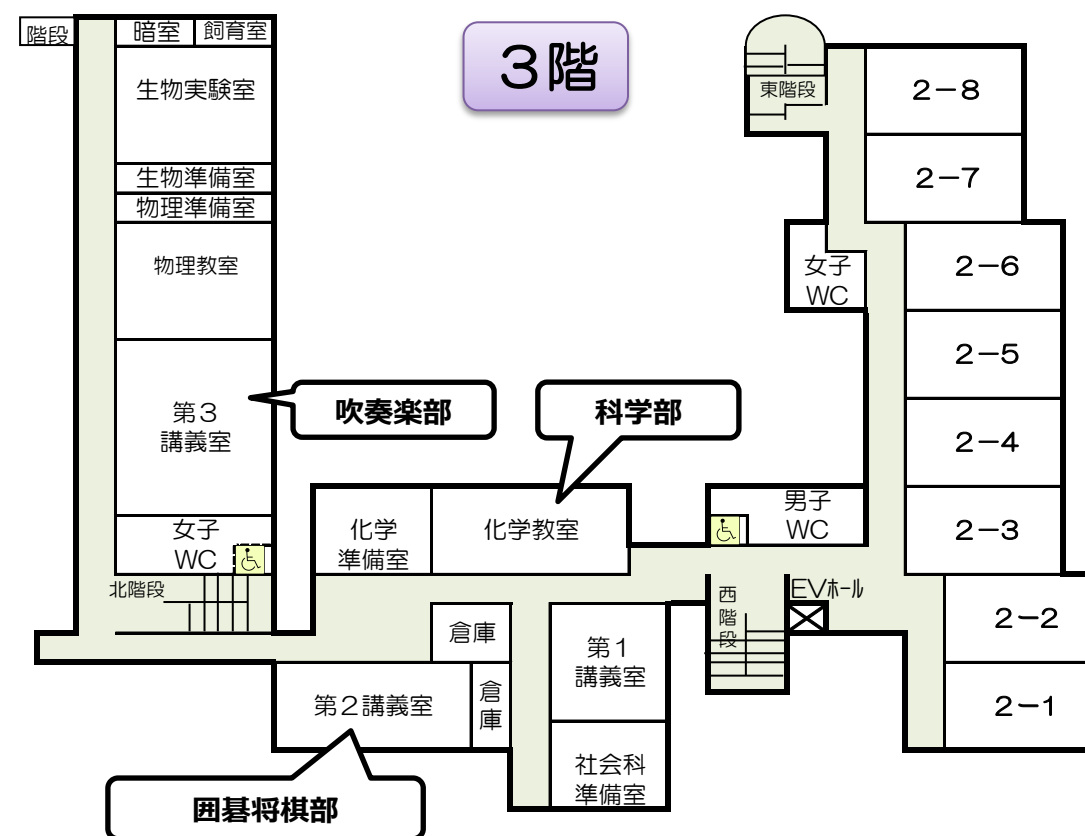 3階
階段
暗室
飼育室
生物実験室
生物準備室
物理準備室
物理教室
第3
講義室
女子
WC
北階段
吹奏楽部
科学部
化学
準備室
化学教室
倉庫
第2講義室
倉
庫
囲碁将棋部
第1
講義室
社会科
準備室
西
階
段
EVホール
男子
WC
女子
WC
東階段
2-8
2-7
2-6
2-5
2-4
2-3
2-2
2-1